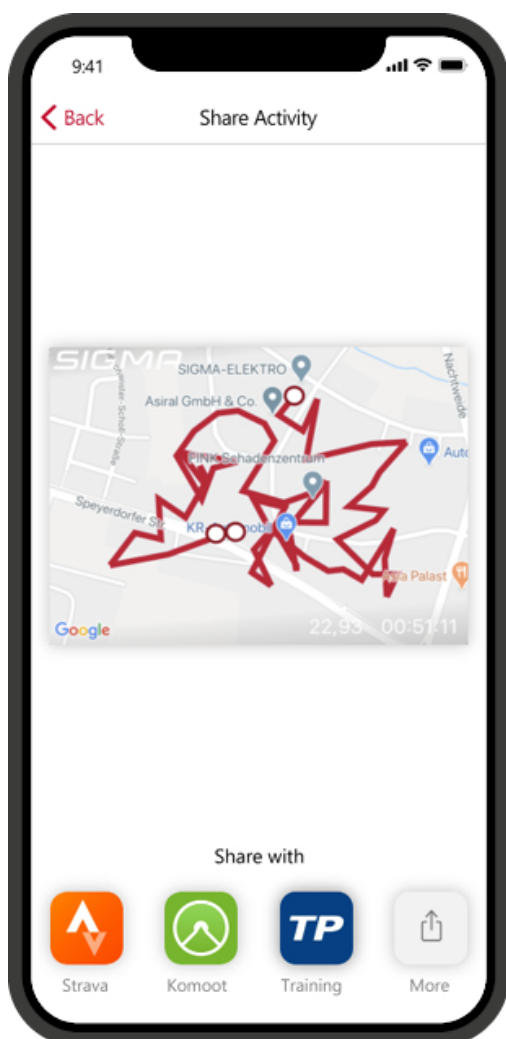 9:41
Back
Share Activity
SIGMA
SIGMA-ELEKTRO
Nachtweide
Asiral GmbH & Co.
PINK Schadenzentrum
Auto
Speyerdorfer Str.
KR
Asia Palast
Google
22,93 00:51:11
Share with
TP
Strava
Komoot
Training
More